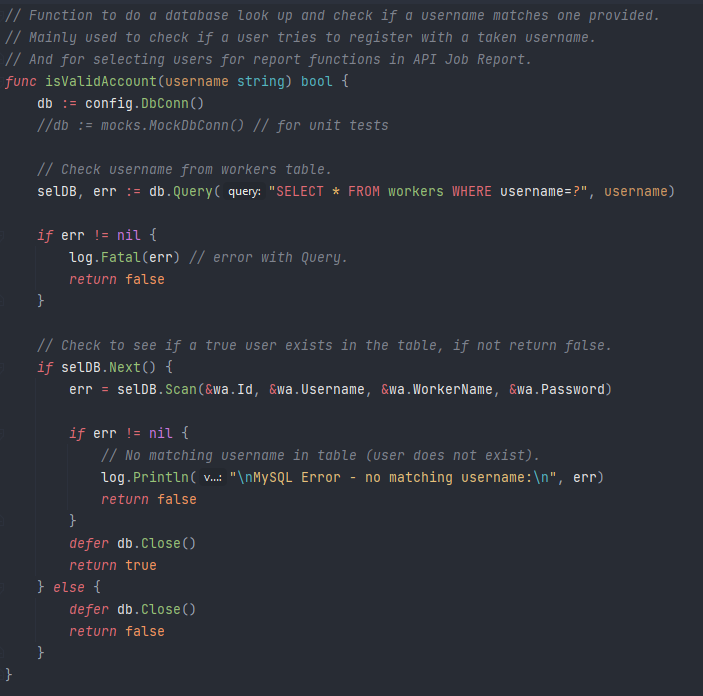 // Function to do a database look up and check if a username matches one provided.
// Mainly used to check if a user tries to register with a taken username.
// And for selecting users for report functions in API Job Report.
func isValidAccount(username string) bool {
    db := config.DbConn()
    //db := mocks.MockDbConn() // for unit tests

    // Check username from workers table.
    selDB, err := db.Query( query: "SELECT * FROM workers WHERE username=?", username)

    if err != nil {
        log.Fatal(err) // error with Query.
        return false
    }

    // Check to see if a true user exists in the table, if not return false.
    if selDB.Next() {
        err = selDB.Scan(&wa.Id, &wa.Username, &wa.WorkerName, &wa.Password)

        if err != nil {
            // No matching username in table (user does not exist).
            log.Println( v...: "\nMySQL Error - no matching username:\n", err)
            return false
        }
        defer db.Close()
        return true
    } else {
        defer db.Close()
        return false
    }
}